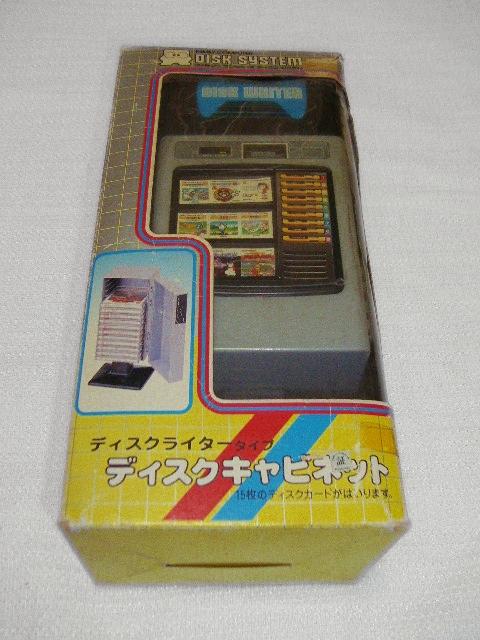 DISK SYSTEM
DISK WRITER
ディスクライタータイプ
ディスクキャビネット
15枚のディスクカードがはいります。